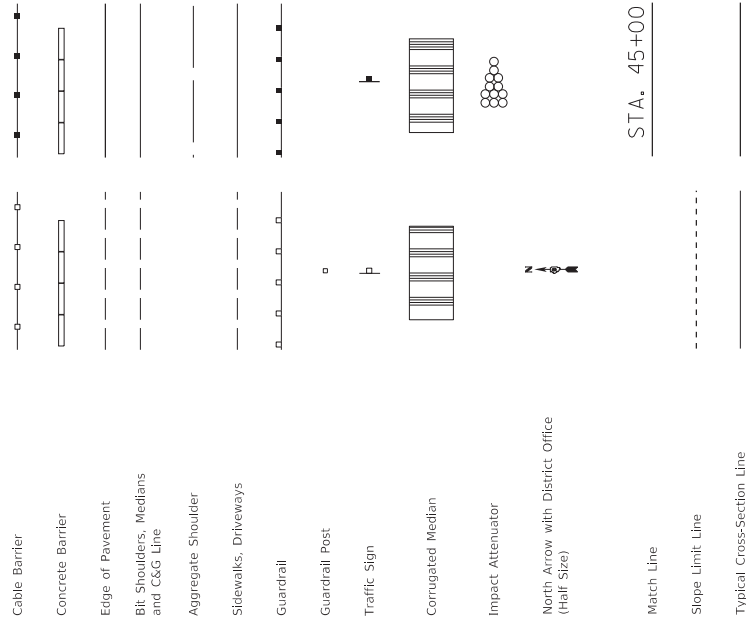 Cable Barrier
Concrete Barrier
Edge of Pavement
Bit Shoulders, Medians
and C&G Line
Aggregate Shoulder
Sidewalks, Driveways
Guardrail
Guardrail Post
Traffic Sign
Corrugated Median
Impact Attenuator
North Arrow with District Office
(Half Size)
N
Match Line
STA. 45+00
Slope Limit Line
Typical Cross-Section Line